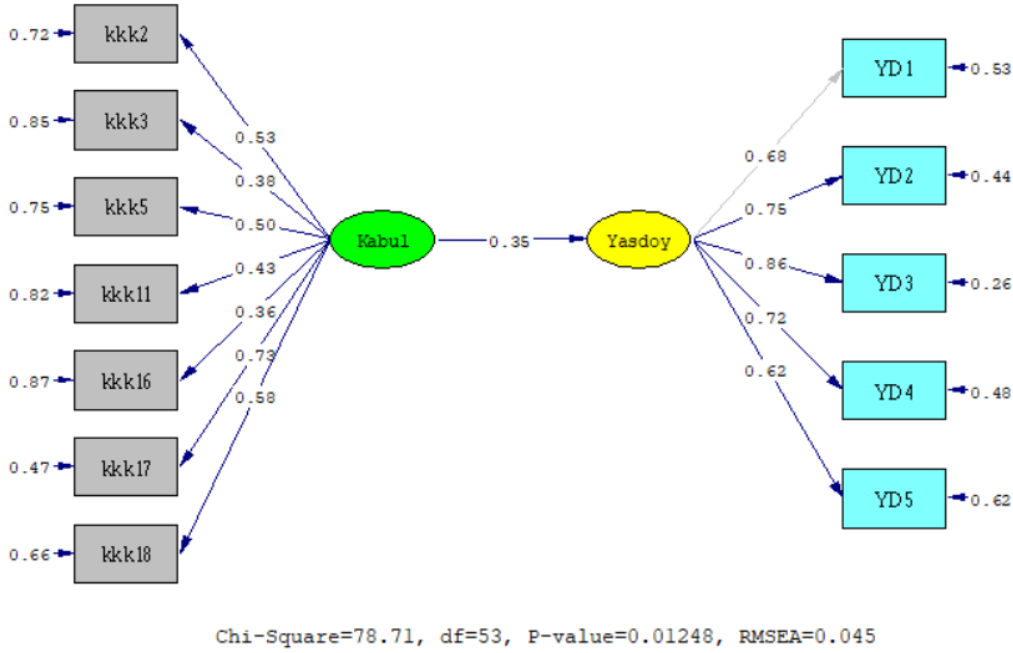 0.72 kkk2
0.85 kkk3
0.75 kkk5
0.82 kkk11
0.87 kkk16
0.47 kkk17
0.66 kkk18
0.53
0.38
0.50
0.43
0.36
0.73
0.58
Kabul
0.35
Yasdoy
0.68
0.75
0.86
0.72
0.62
YD1 0.53
YD2 0.44
YD3 0.26
YD4 0.48
YD5 0.62
Chi-Square=78.71, df=53, P-value=0.01248, RMSEA=0.045